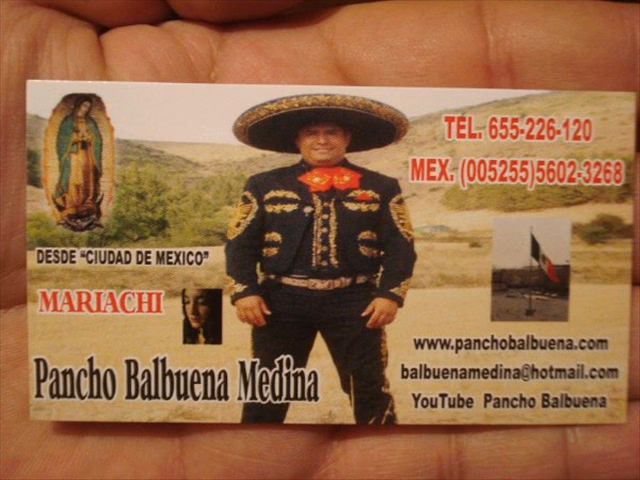 TÉL. 655-226-120
MEX. (005255)5602-3268
DESDE "CIUDAD DE MEXICO"
MARIACHI
Pancho Balbuena Medina
www.panchobalbuena.com
balbuenamedina@hotmail.com
YouTube Pancho Balbuena